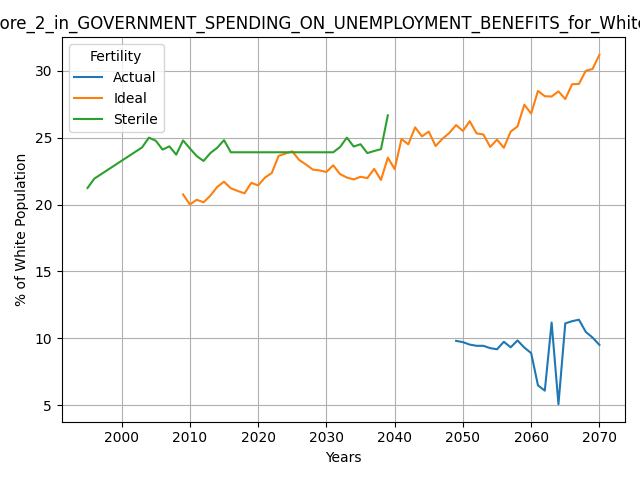 ore_2_in_GOVERNMENT_SPENDING_ON_UNEMPLOYMENT_BENEFITS_for_White
Fertility
Actual
Ideal
Sterile
% of White Population
30
25
20
15
10
5
2000 2010 2020 2030 2040 2050 2060 2070
Years